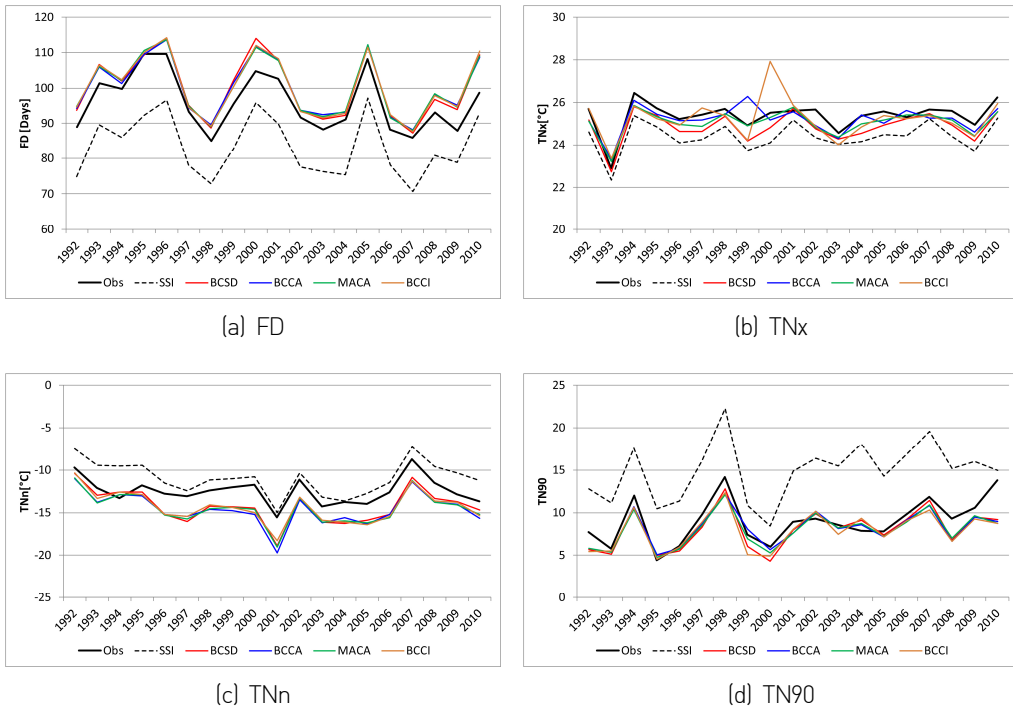 120
110
100
90
80
70
60
FD [Days]
1992 1993 1994 1995 1996 1997 1998 1999 2000 2001 2002 2003 2004 2005 2006 2007 2008 2009 2010
Obs SSI BCSD BCCA MACA BCCI
(a) FD
30
28
26
24
22
20
TNx[°C]
1992 1993 1994 1995 1996 1997 1998 1999 2000 2001 2002 2003 2004 2005 2006 2007 2008 2009 2010
Obs SSI BCSD BCCA MACA BCCI
(b) TNx
-0
-5
-10
-15
-20
-25
TNn[°C]
1992 1993 1994 1995 1996 1997 1998 1999 2000 2001 2002 2003 2004 2005 2006 2007 2008 2009 2010
Obs SSI BCSD BCCA MACA BCCI
(c) TNn
25
20
15
10
5
0
TN90
1992 1993 1994 1995 1996 1997 1998 1999 2000 2001 2002 2003 2004 2005 2006 2007 2008 2009 2010
Obs SSI BCSD BCCA MACA BCCI
(d) TN90